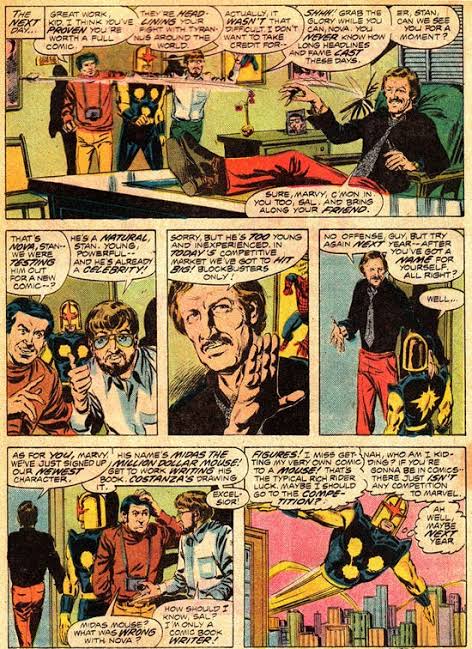 THE
NEXT
DAY...
GREAT WORK,
KID. I THINK YOU'VE
PROVEN YOU'RE
WORTH A FULL
COMIC.
THEY'RE HEAD-
LINING YOUR
FIGHT WITH TYRAN-
NUS AROUND THE
WORLD.
ACTUALLY, IT
WASN'T THAT
DIFFICULT. I DON'T
WANT TO TAKE
CREDIT FOR--
SHHH! GRAB THE
GLORY WHILE YOU
CAN, NOVA. YOU
NEVER KNOW HOW
LONG HEADLINES
AND FAME LAST
THESE DAYS.
ER, STAN,
CAN WE SEE
YOU FOR A
MOMENT?
SURE, MARVY, C'MON IN.
YOU TOO, SAL. AND BRING
ALONG YOUR FRIEND.
THAT'S
NOVA, STAN--
WE WERE
TESTING
HIM OUT
FOR A NEW
COMIC--?
HE'S A NATURAL,
STAN. YOUNG,
POWERFUL--
AND HE'S ALREADY
A CELEBRITY!
SORRY, BUT HE'S TOO YOUNG
AND INEXPERIENCED. IN
TODAY'S COMPETITIVE
MARKET WE'VE GOT TO HIT
BIG! BLOCKBUSTERS
ONLY!
NO OFFENSE, GUY, BUT TRY
AGAIN NEXT YEAR--AFTER
YOU'VE GOT A
NAME FOR
YOURSELF,
ALL RIGHT?
WELL,..
AS FOR YOU, MARVY.
WE'VE JUST SIGNED UP
OUR NEWEST
CHARACTER.
HIS NAME'S MIDAS THE
MILLION DOLLAR MOUSE!
GET TO WORK WRITING HIS
BOOK. COSTANZA'S DRAWING
IT.
EXCEL-
SIOR!
MIDAS MOUSE?
WHAT WAS WRONG
WITH NOVA?
HOW SHOULD I
KNOW, SAL?
I'M ONLY A
COMIC BOOK
WRITER!
FIGURES! I MISS GET-
TING MY VERY OWN COMIC
TO A MOUSE! THAT'S
THE TYPICAL RICH RIDER
LUCK. MAYBE I SHOULD
GO TO THE COMPE-
TITION?
NAH, WHO AM I KID-
DING? IF YOU'RE
GONNA BE IN COMICS--
THERE JUST ISN'T
ANY COMPETITION
TO MARVEL.
AH
WELL,
MAYBE
NEXT
YEAR.